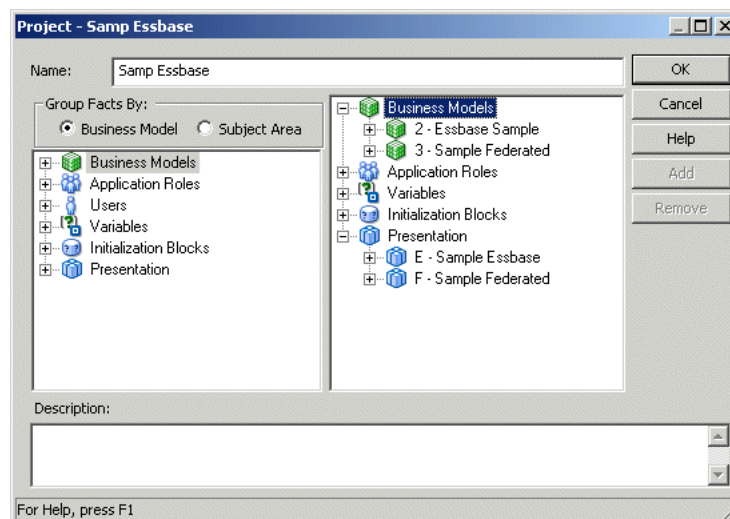 Project - Samp Essbase
Name:
Samp Essbase
OK
Cancel
Help
Add
Remove
Group Facts By:
Business Model
Subject Area
Business Models
Application Roles
Users
Variables
Initialization Blocks
Presentation
Business Models
2 - Essbase Sample
3 - Sample Federated
Application Roles
Variables
Initialization Blocks
Presentation
E - Sample Essbase
F - Sample Federated
Description:
For Help, press F1